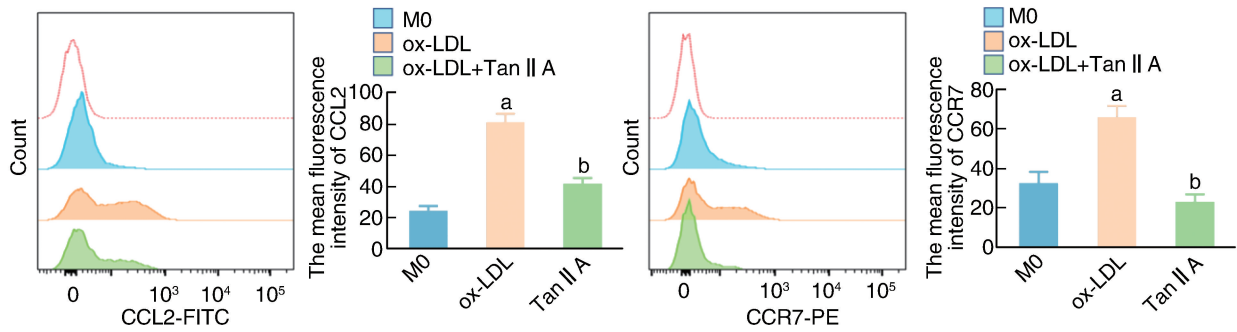 Count
0 10³ 10⁴ 10⁵
CCL2-FITC
M0
ox-LDL
ox-LDL+Tan Ⅱ A
The mean fluorescence
intensity of CCL2
100
80
60
40
20
0
a
b
M0
ox-LDL
Tan Ⅱ A
Count
0 10³ 10⁴ 10⁵
CCR7-PE
M0
ox-LDL
ox-LDL+Tan Ⅱ A
The mean fluorescence
intensity of CCR7
80
60
40
20
0
a
b
M0
ox-LDL
Tan Ⅱ A